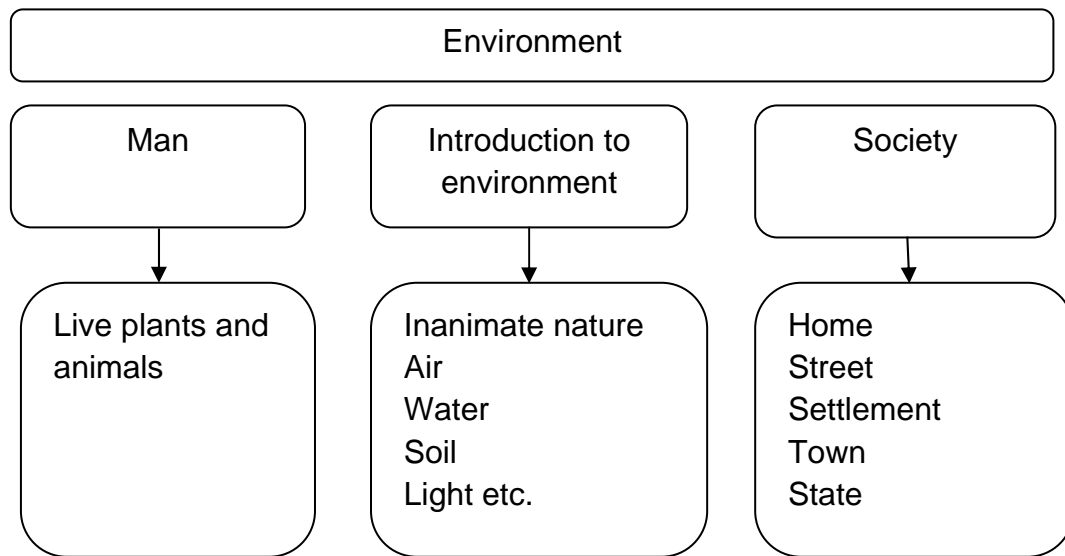 Environment
Man
Introduction to
environment
Society
Live plants and
animals
Inanimate nature
Air
Water
Soil
Light etc.
Home
Street
Settlement
Town
State